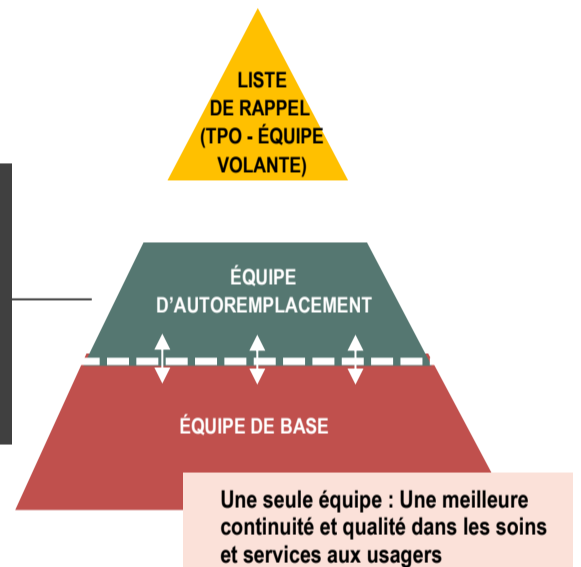 LISTE
DE RAPPEL
(TPO - ÉQUIPE
VOLANTE)
ÉQUIPE
D'AUTOREMPLACEMENT
ÉQUIPE DE BASE
Une seule équipe : Une meilleure
continuité et qualité dans les soins
et services aux usagers